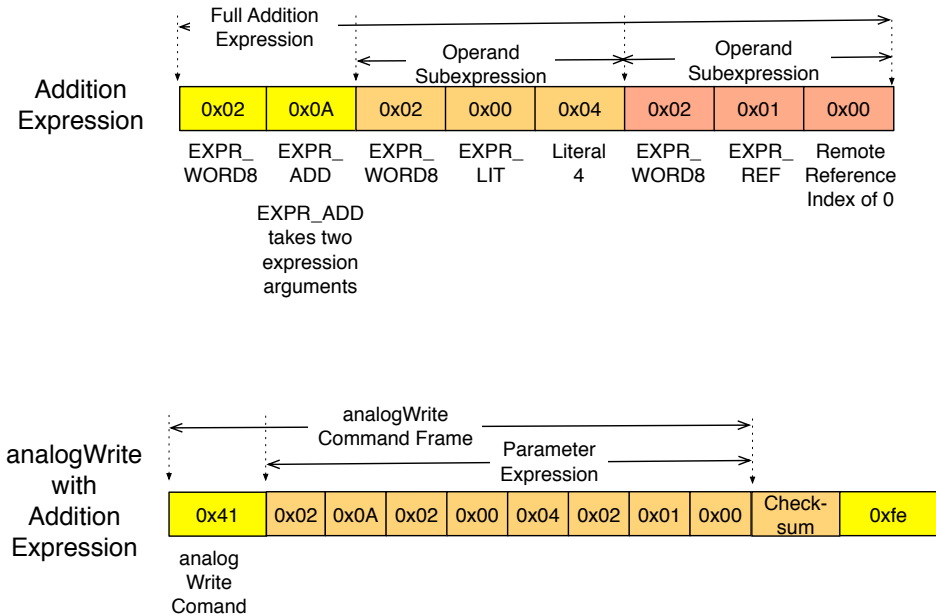 Full Addition
Expression
Operand
Subexpression
Operand
Subexpression
Addition
Expression
0x02 0x0A 0x02 0x00 0x04 0x02 0x01 0x00
EXPR_
WORD8
EXPR_
ADD
EXPR_
WORD8
EXPR_
LIT
Literal
4
EXPR_
WORD8
EXPR_
REF
Remote
Reference
Index of 0
EXPR_ADD
takes two
expression
arguments
analogWrite
Command Frame
Parameter
Expression
analogWrite
with
Addition
Expression
0x41 0x02 0x0A 0x02 0x00 0x04 0x02 0x01 0x00
Check-
sum
0xfe
analog
Write
Comand